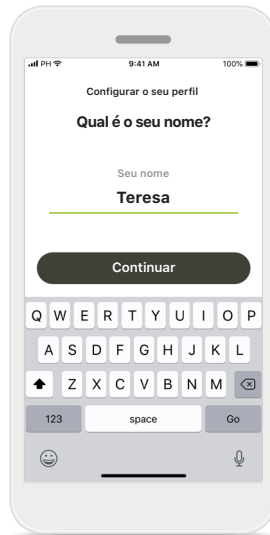 PH 9:41 AM 100%
Configurar o seu perfil
Qual é o seu nome?
Seu nome
Teresa
Continuar
Q W E R T Y U I O P
A S D F G H J K L
Z X C V B N M
123 space Go